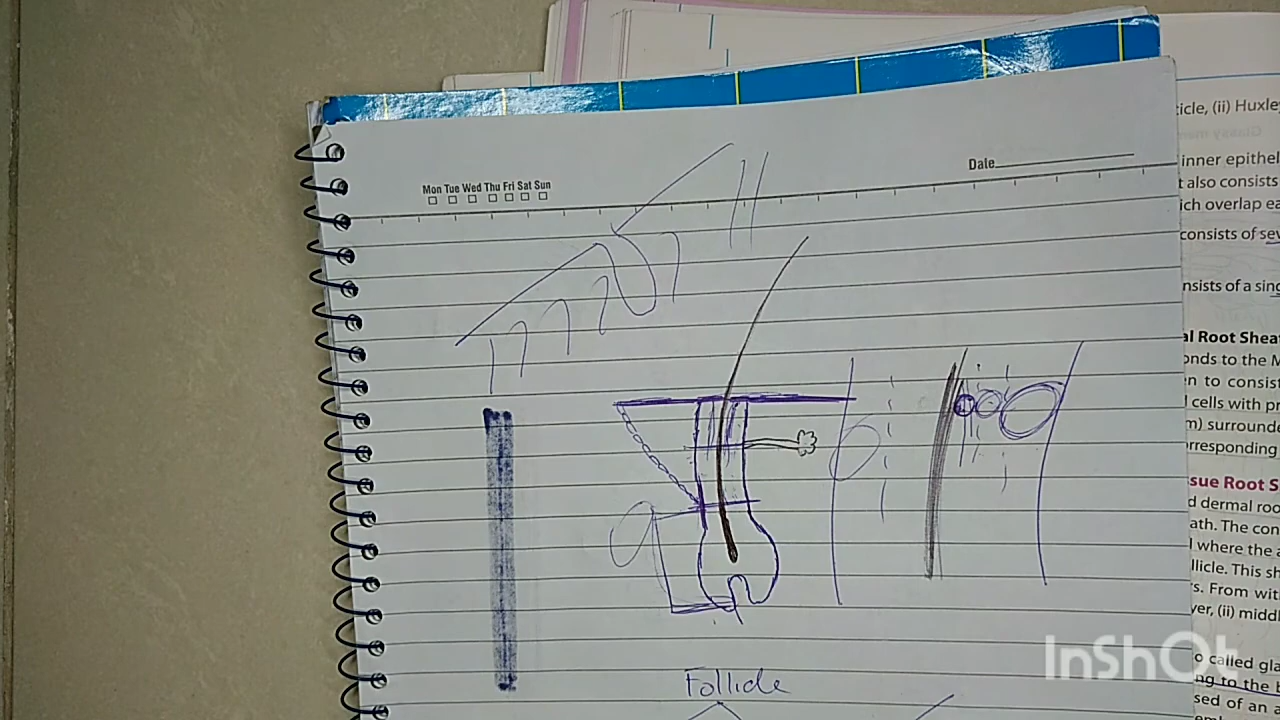 Date
Mon Tue Wed Thu Fri Sat Sun
Follicle
icle, (ii) Huxle
inner epithel
t also consists
ich overlap ea
consists of sev
nsists of a sing
al Root Shea
onds to the M
n to consist
cells with pr
m) surrounde
rresponding
sue Root S
d dermal roo
ath. The con
l where the a
llicle. This sh
s. From wit
yer, (ii) middl
o called gla
ng to the b
sed of an a
InShOt